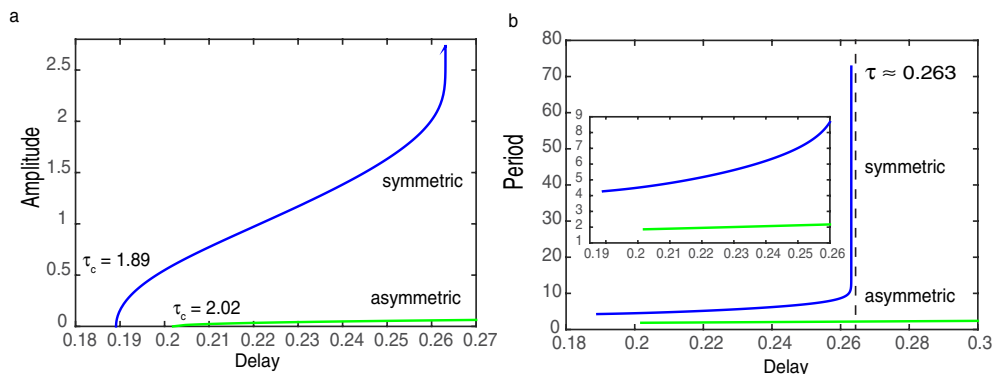 a
Amplitude
2.5
2
1.5
1
0.5
0
symmetric
τc = 1.89
asymmetric
τc = 2.02
0.18 0.19 0.2 0.21 0.22 0.23 0.24 0.25 0.26 0.27
Delay
b
Period
80
70
60
50
40
30
20
10
0
τ ≈ 0.263
9
8
7
6
5
4
3
2
1
0.19 0.2 0.21 0.22 0.23 0.24 0.25 0.26
symmetric
asymmetric
0.18 0.2 0.22 0.24 0.26 0.28 0.3
Delay